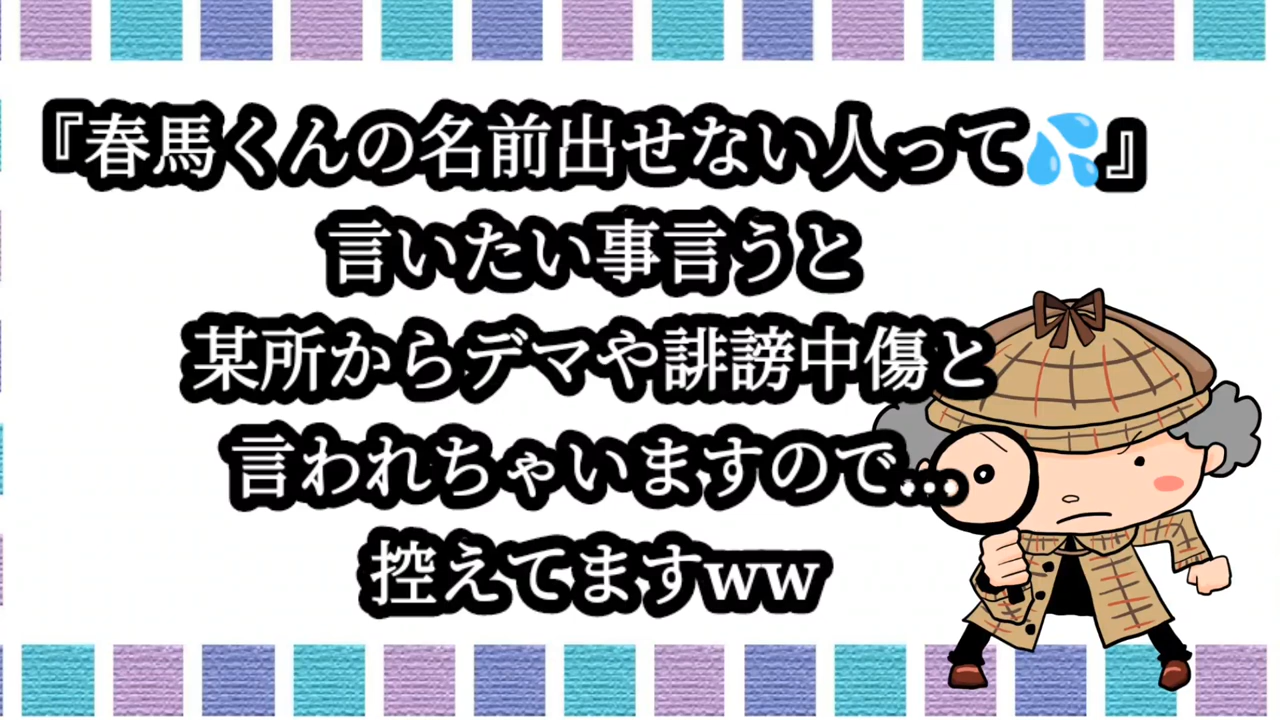 『春馬くんの名前出せない人って💦』
言いたい事言うと
某所からデマや誹謗中傷と
言われちゃいますので…
控えてますww